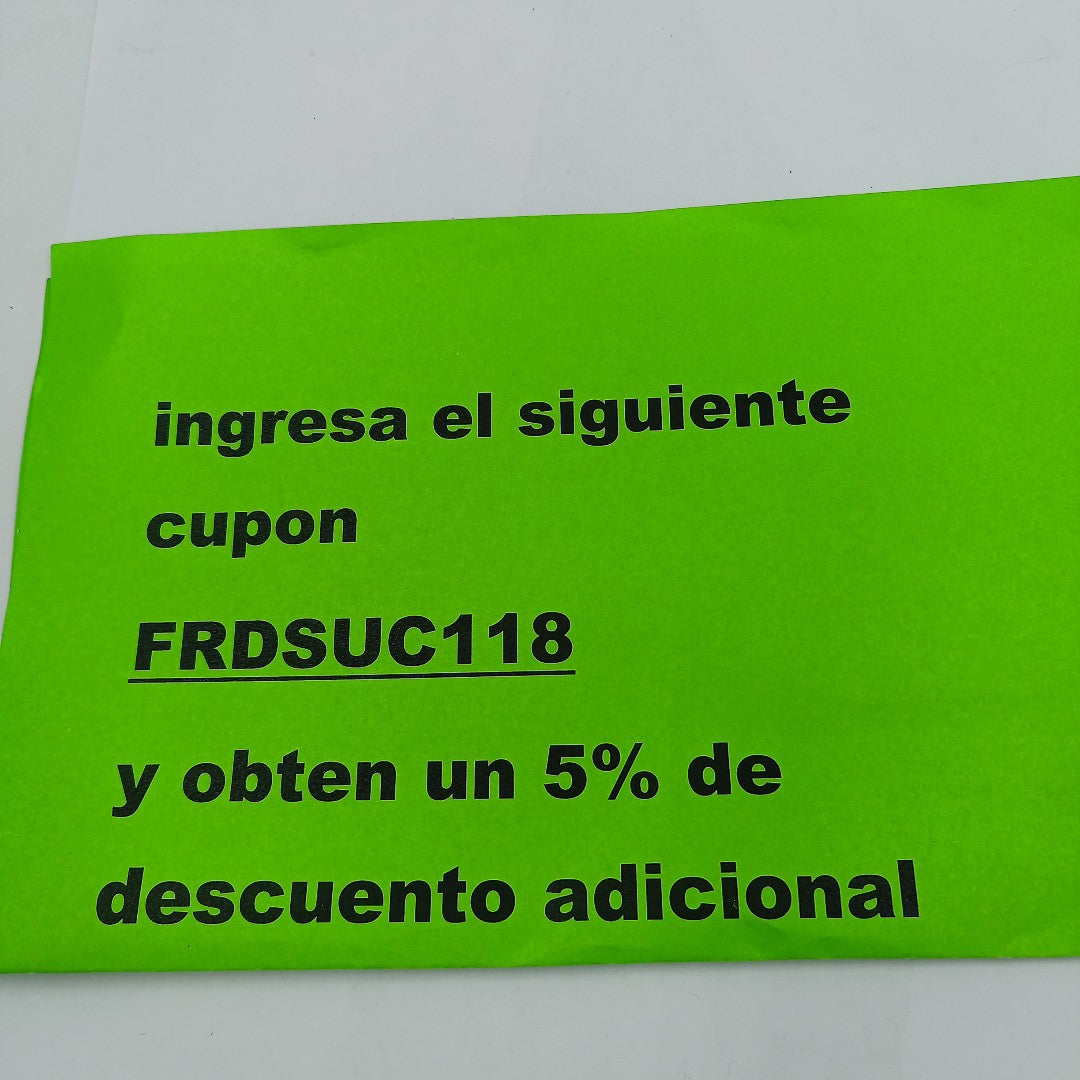 ingresa el siguiente
cupon
FRDSUC118
y obten un 5% de
descuento adicional